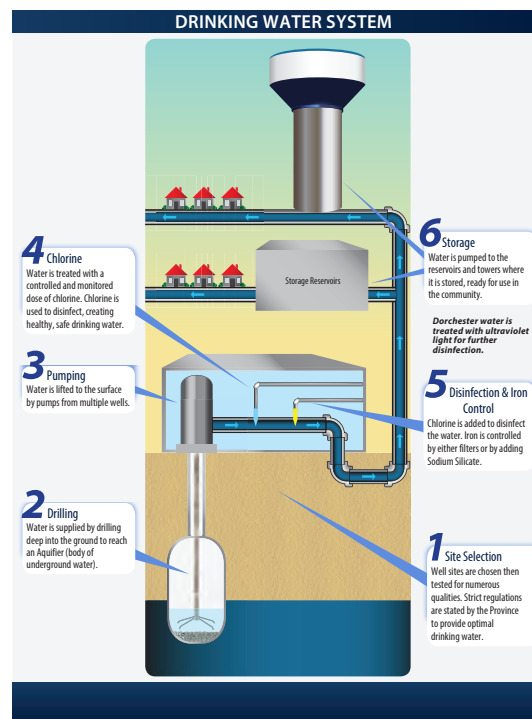 DRINKING WATER SYSTEM
4 Chlorine
Water is treated with a
controlled and monitored
dose of chlorine. Chlorine is
used to disinfect, creating
healthy, safe drinking water.
3 Pumping
Water is lifted to the surface
by pumps from multiple wells.
2 Drilling
Water is supplied by drilling
deep into the ground to reach
an Aquifier (body of
underground water).
Storage Reservoirs
6 Storage
Water is pumped to the
reservoirs and towers where
it is stored, ready for use in
the community.
Dorchester water is
treated with ultraviolet
light for further
disinfection.
5 Disinfection & Iron
Control
Chlorine is added to disinfect
the water. Iron is controlled
by either filters or by adding
Sodium Silicate.
1 Site Selection
Well sites are chosen then
tested for numerous
qualities. Strict regulations
are stated by the Province
to provide optimal
drinking water.